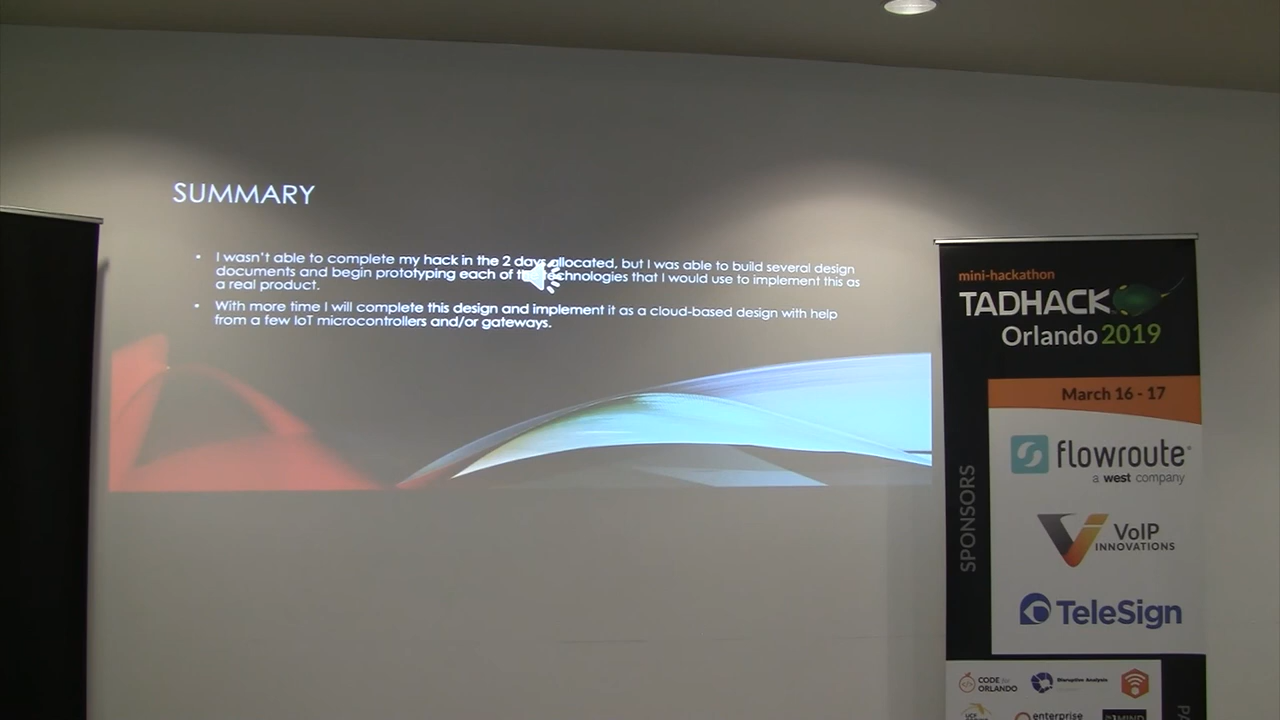 SUMMARY
• I wasn't able to complete my hack in the 2 days allocated, but I was able to build several design
documents and begin prototyping each of the technologies that I would use to implement this as
a real product.
• With more time I will complete this design and implement it as a cloud-based design with help
from a few IoT microcontrollers and/or gateways.
mini-hackathon
TADHACK
Orlando 2019
March 16 - 17
SPONSORS
flowroute
a west company
VoIP
INNOVATIONS
TeleSign
CODE for
ORLANDO
Disruptive Analysis
UCF
enterprise
PA